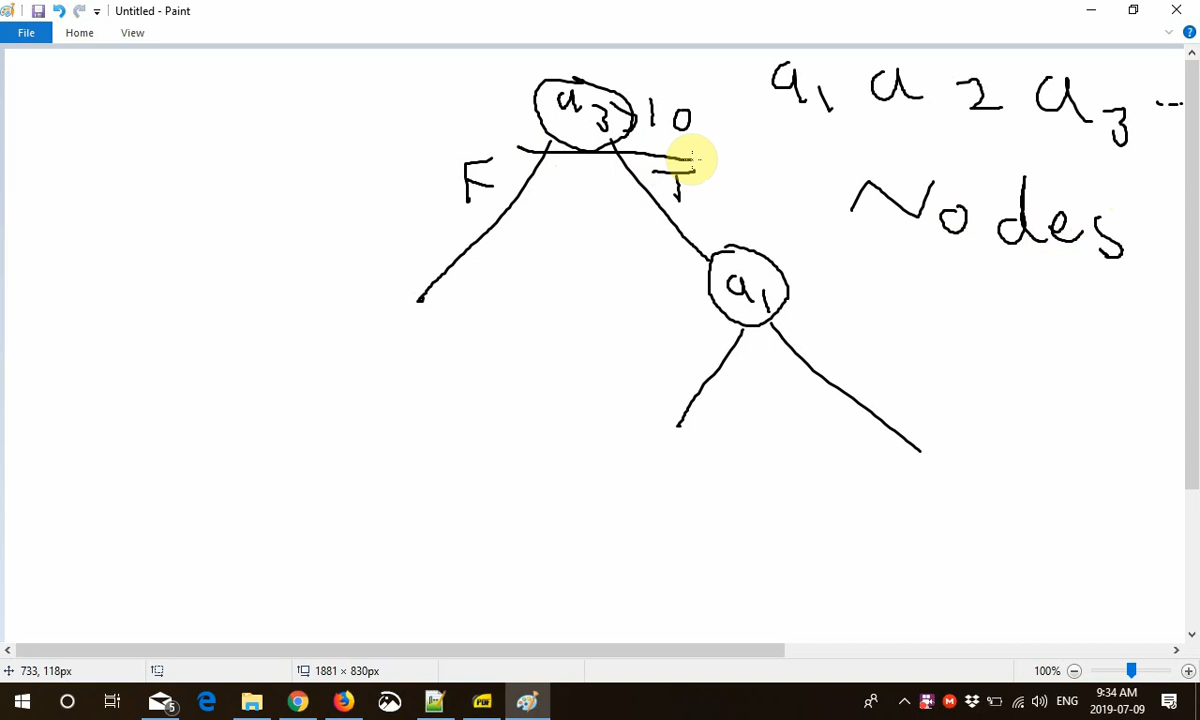 Untitled - Paint
File Home View
a1 a2 a3 ...
a3 > 10
F T
Nodes
a1
733, 118px 1881 × 830px 100%
5 ENG 9:34 AM
2019-07-09